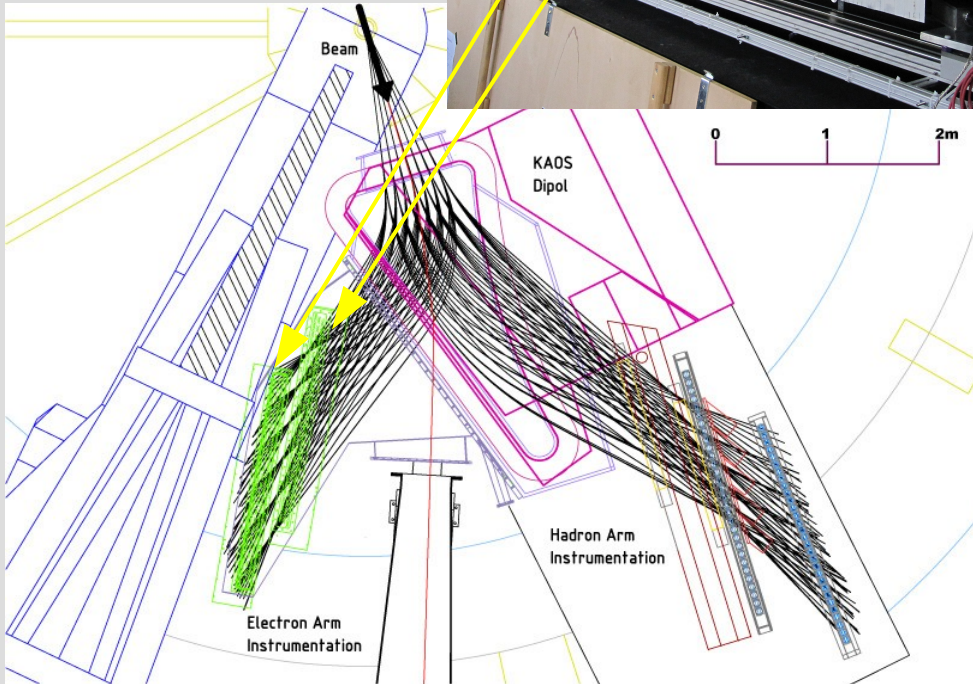 Beam
0 1 2m
KAOS
Dipol
Hadron Arm
Instrumentation
Electron Arm
Instrumentation